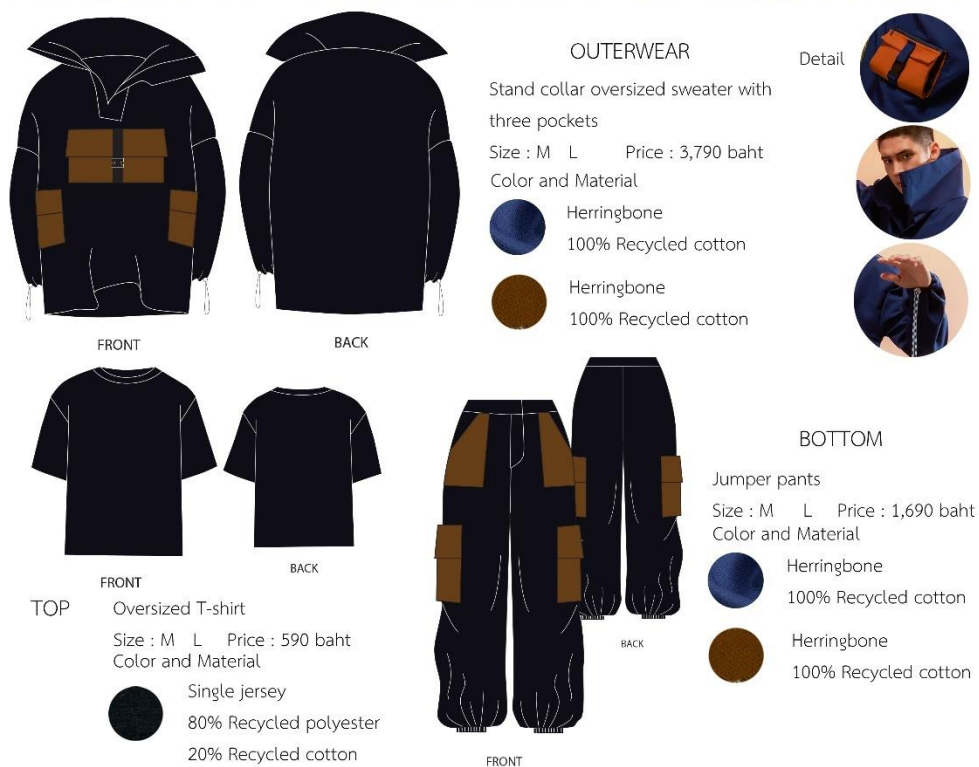 OUTERWEAR
Detail
Stand collar oversized sweater with
three pockets
Size : M L Price : 3,790 baht
Color and Material
Herringbone
100% Recycled cotton
Herringbone
100% Recycled cotton
FRONT
BACK
BOTTOM
Jumper pants
Size : M L Price : 1,690 baht
Color and Material
Herringbone
100% Recycled cotton
Herringbone
100% Recycled cotton
BACK
FRONT
FRONT
BACK
TOP
Oversized T-shirt
Size : M L Price : 590 baht
Color and Material
Single jersey
80% Recycled polyester
20% Recycled cotton